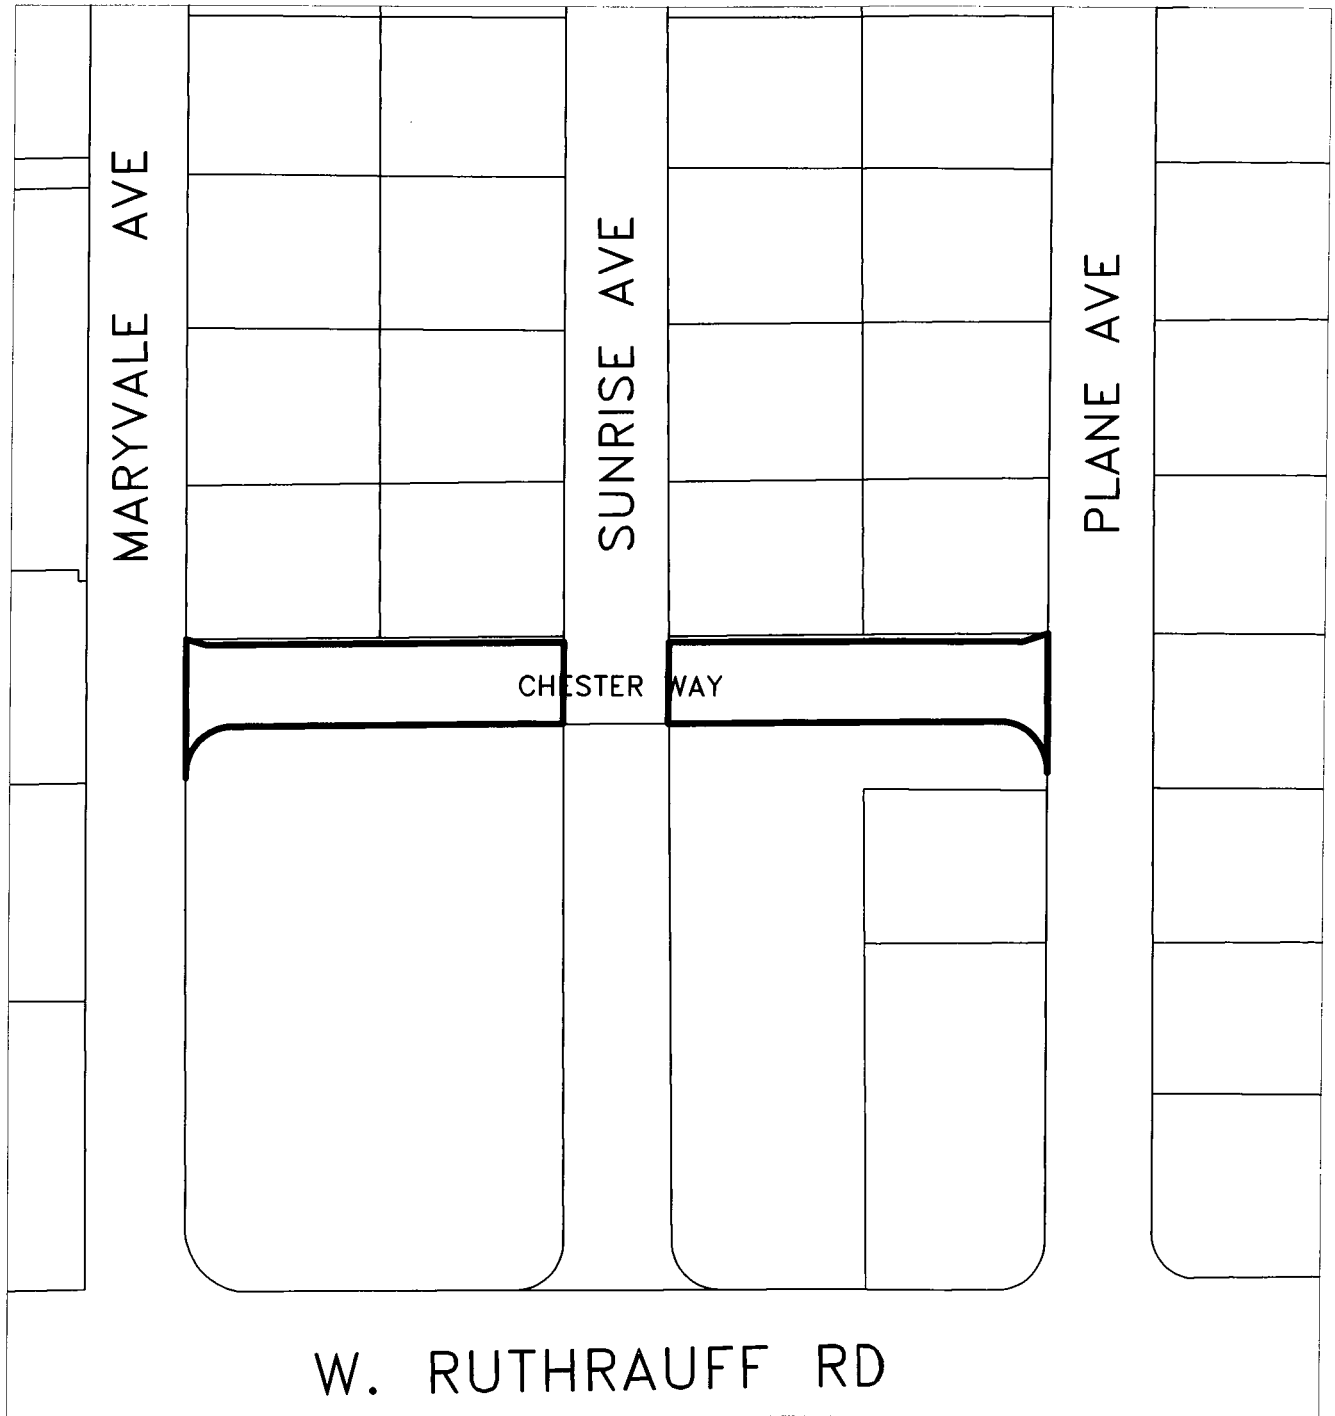 MARYVALE AVE
SUNRISE AVE
PLANE AVE
CHESTER WAY
W. RUTHRAUFF RD